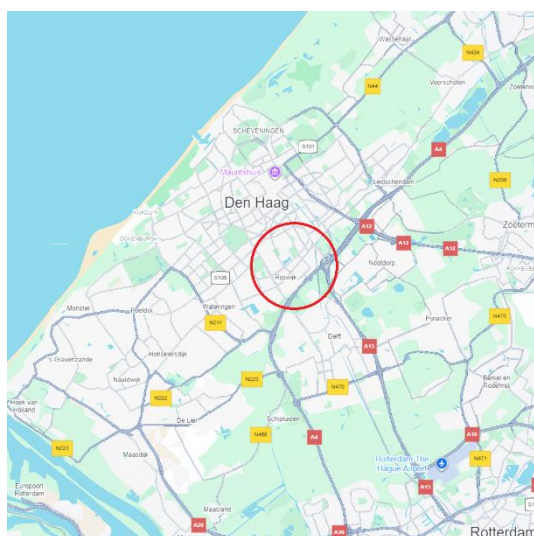 Wassenaar
N434
N44
Voorschoten
Zoeterw
SCHEVENINGEN
S101
A4
Mauritshuis
Leidschendam
N206
Den Haag
KIJKDUIN
A12
OCKENBURGH
Zoeterm
A12
A12
Rijswijk
Nootdorp
S106
Monster
Wateringen
Poeldijk
N211
N470
Pijnacker
Delft
's-Gravenzande
Honselersdijk
A13
Naaldwijk
N223
N470
Berkel en
Rodenrijs
N222
Hoek van
Holland
De Lier
Schipluiden
N468
A4
A16
N220
Maasdijk
N471
Rotterdam The
Hague Airport
Europoort
Rotterdam
A13
Maasland
A20
A20
Rotterdam